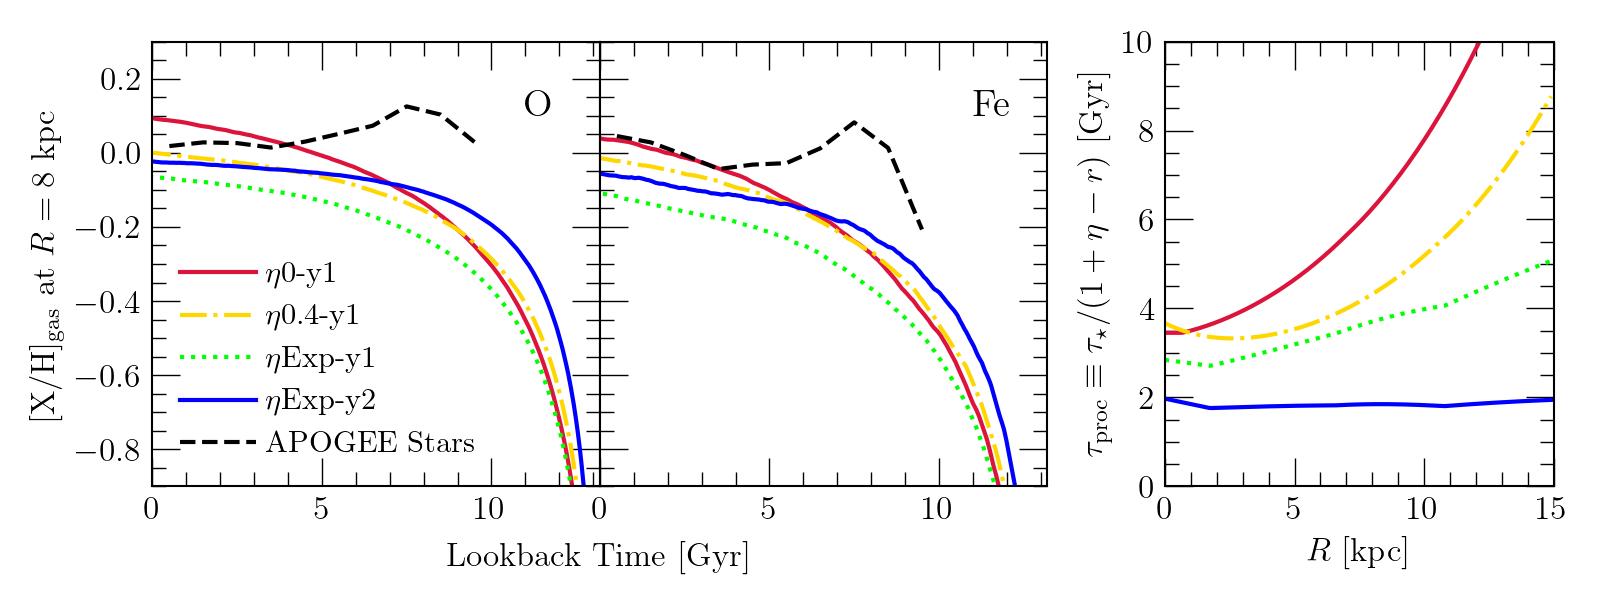 [X/H]gas at R = 8 kpc
0.2
0.0
−0.2
−0.4
−0.6
−0.8
O
η0-y1
η0.4-y1
ηExp-y1
ηExp-y2
APOGEE Stars
0 5 10
Fe
0 5 10
Lookback Time [Gyr]
τproc ≡ τ⋆/(1 + η − r) [Gyr]
10
8
6
4
2
0
0 5 10 15
R [kpc]